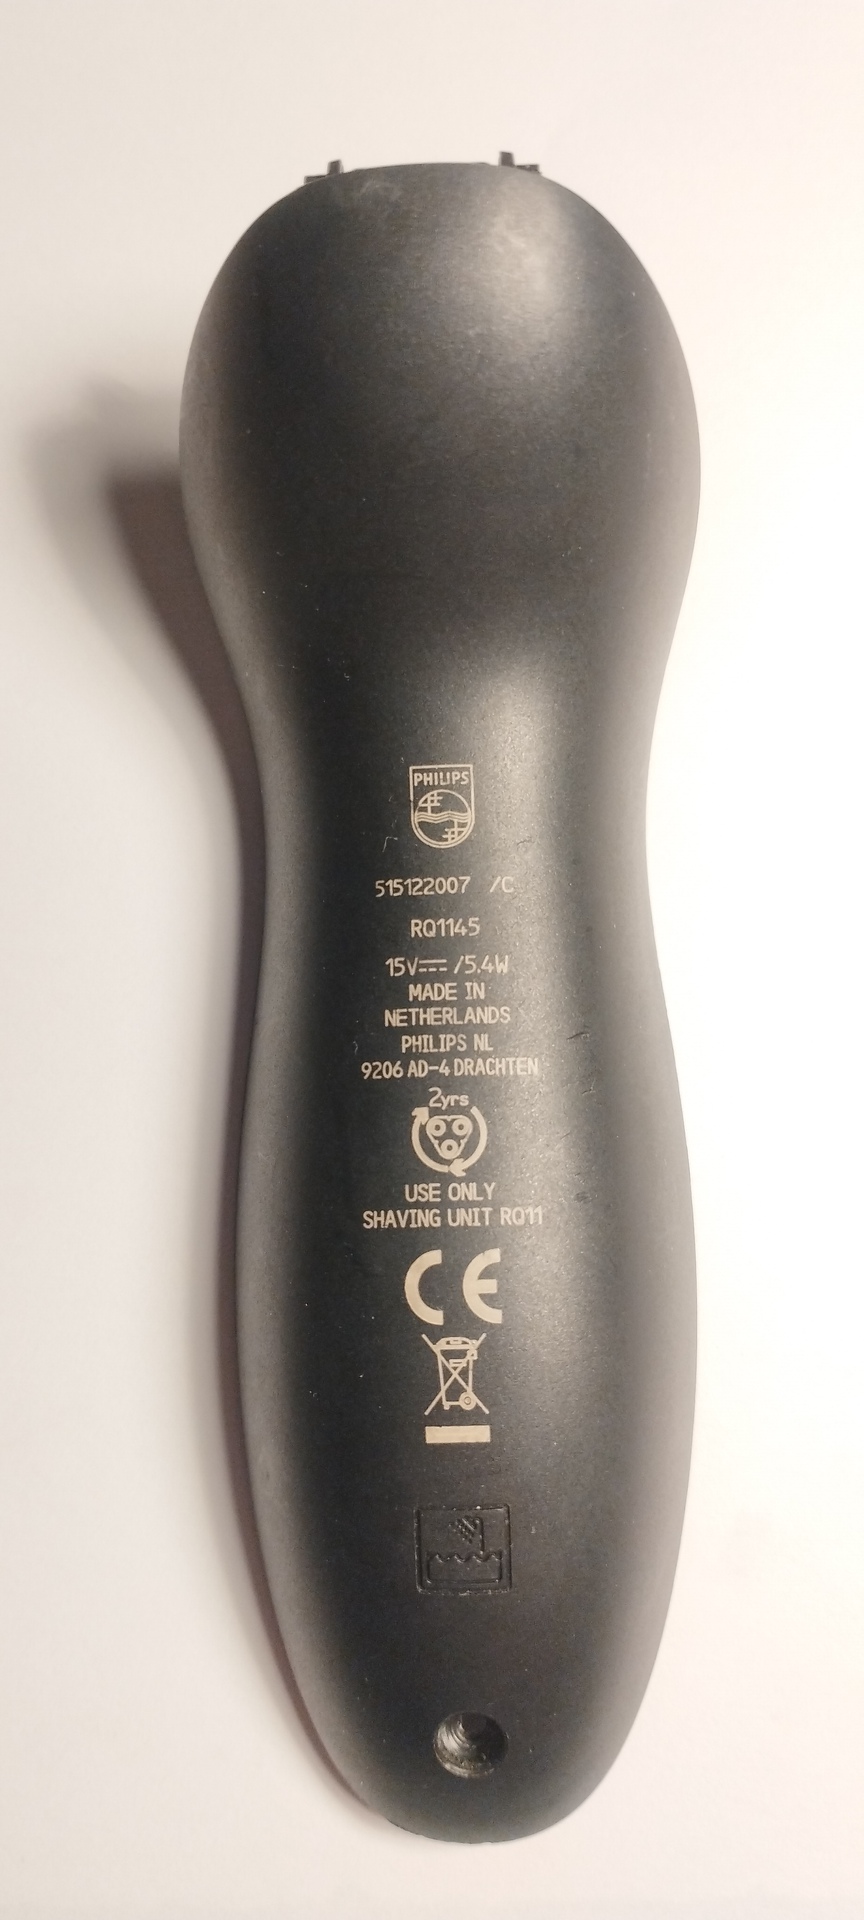 PHILIPS
515122007 /C
RQ1145
15V⎓ /5.4W
MADE IN
NETHERLANDS
PHILIPS NL
9206 AD-4 DRACHTEN
2yrs
USE ONLY
SHAVING UNIT RQ11
CE